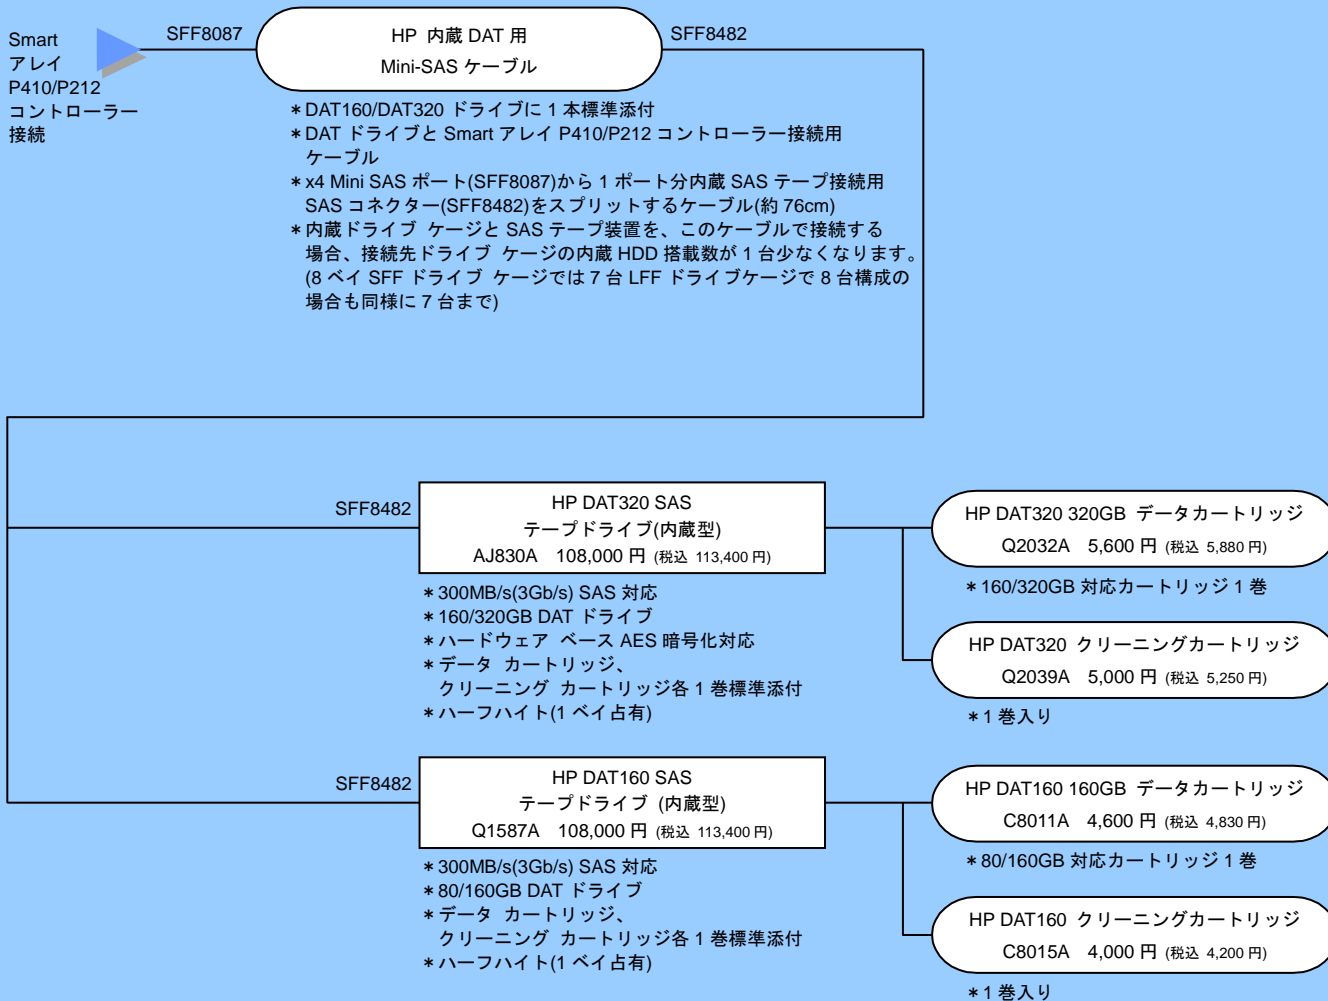 Smart
アレイ
P410/P212
コントローラー
接続
SFF8087
HP 内蔵 DAT 用
Mini-SAS ケーブル
SFF8482
＊DAT160/DAT320 ドライブに 1 本標準添付
＊DAT ドライブと Smart アレイ P410/P212 コントローラー接続用
ケーブル
＊x4 Mini SAS ポート(SFF8087)から 1 ポート分内蔵 SAS テープ接続用
SAS コネクター(SFF8482)をスプリットするケーブル(約 76cm)
＊内蔵ドライブ ケージと SAS テープ装置を、このケーブルで接続する
場合、接続先ドライブ ケージの内蔵 HDD 搭載数が 1 台少なくなります。
(8 ベイ SFF ドライブ ケージでは 7 台 LFF ドライブケージで 8 台構成の
場合も同様に 7 台まで)
SFF8482
HP DAT320 SAS
テープドライブ(内蔵型)
AJ830A 108,000 円 (税込 113,400 円)
＊300MB/s(3Gb/s) SAS 対応
＊160/320GB DAT ドライブ
＊ハードウェア ベース AES 暗号化対応
＊データ カートリッジ、
クリーニング カートリッジ各 1 巻標準添付
＊ハーフハイト(1 ベイ占有)
HP DAT320 320GB データカートリッジ
Q2032A 5,600 円 (税込 5,880 円)
＊160/320GB 対応カートリッジ 1 巻
HP DAT320 クリーニングカートリッジ
Q2039A 5,000 円 (税込 5,250 円)
＊1 巻入り
SFF8482
HP DAT160 SAS
テープドライブ (内蔵型)
Q1587A 108,000 円 (税込 113,400 円)
＊300MB/s(3Gb/s) SAS 対応
＊80/160GB DAT ドライブ
＊データ カートリッジ、
クリーニング カートリッジ各 1 巻標準添付
＊ハーフハイト(1 ベイ占有)
HP DAT160 160GB データカートリッジ
C8011A 4,600 円 (税込 4,830 円)
＊80/160GB 対応カートリッジ 1 巻
HP DAT160 クリーニングカートリッジ
C8015A 4,000 円 (税込 4,200 円)
＊1 巻入り